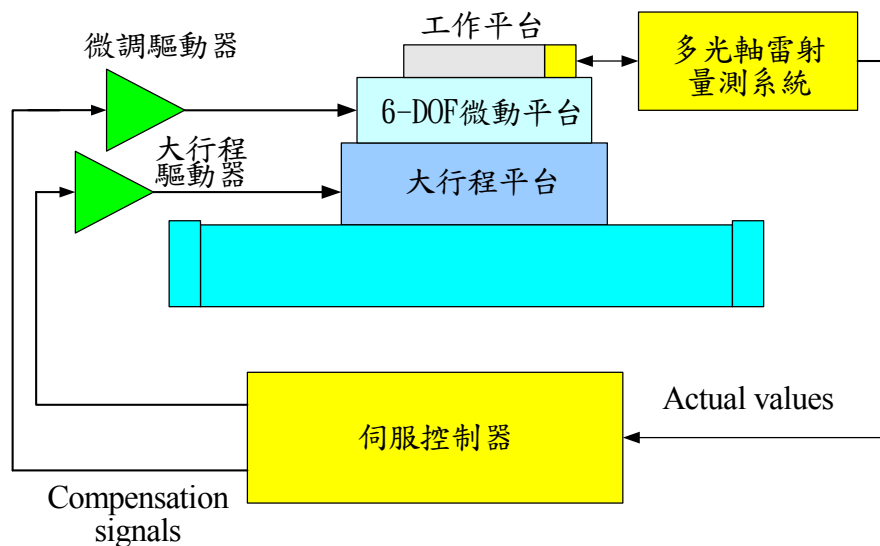 工作平台
微調驅動器
多光軸雷射
量測系統
6-DOF微動平台
大行程
驅動器
大行程平台
Actual values
伺服控制器
Compensation
signals